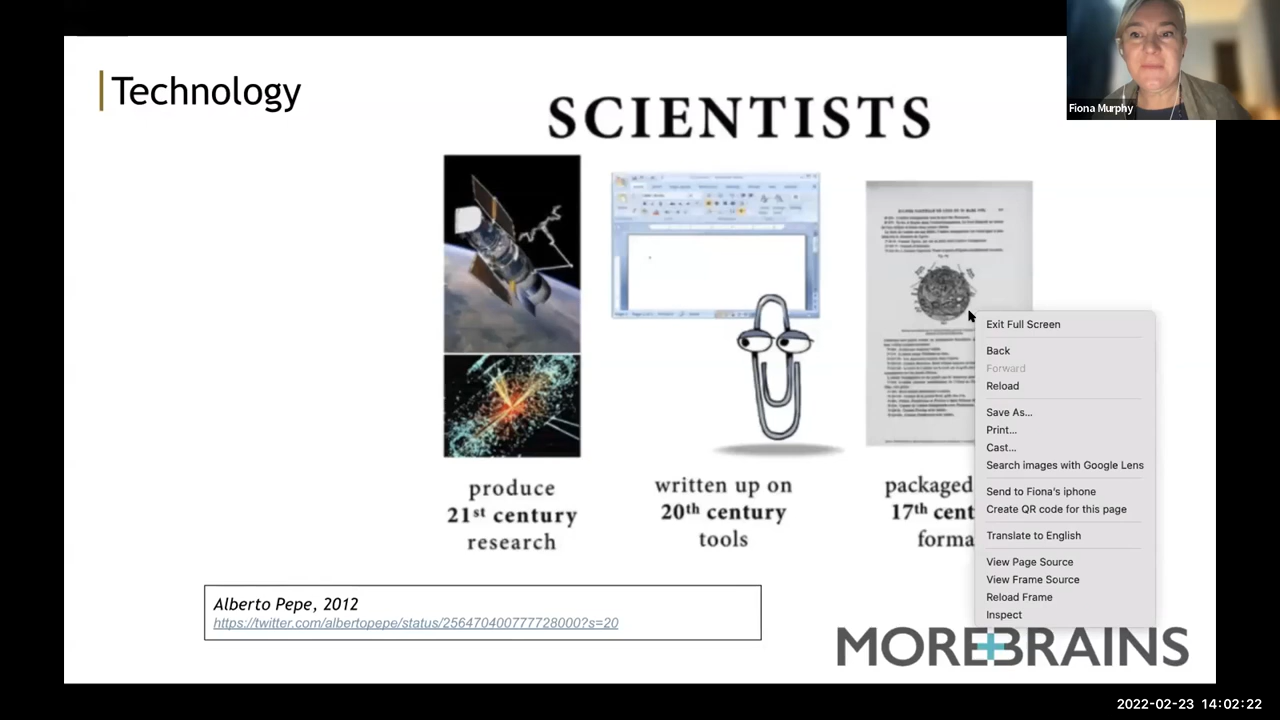 Technology
SCIENTISTS
Fiona Murphy
produce
21st century
research
written up on
20th century
tools
packaged
17th cent
forma
Exit Full Screen
Back
Forward
Reload
Save As...
Print...
Cast...
Search images with Google Lens
Send to Fiona's iphone
Create QR code for this page
Translate to English
View Page Source
View Frame Source
Reload Frame
Inspect
Alberto Pepe, 2012
https://twitter.com/albertopepe/status/256470400777728000?s=20
MOREBRAINS
2022-02-23 14:02:22